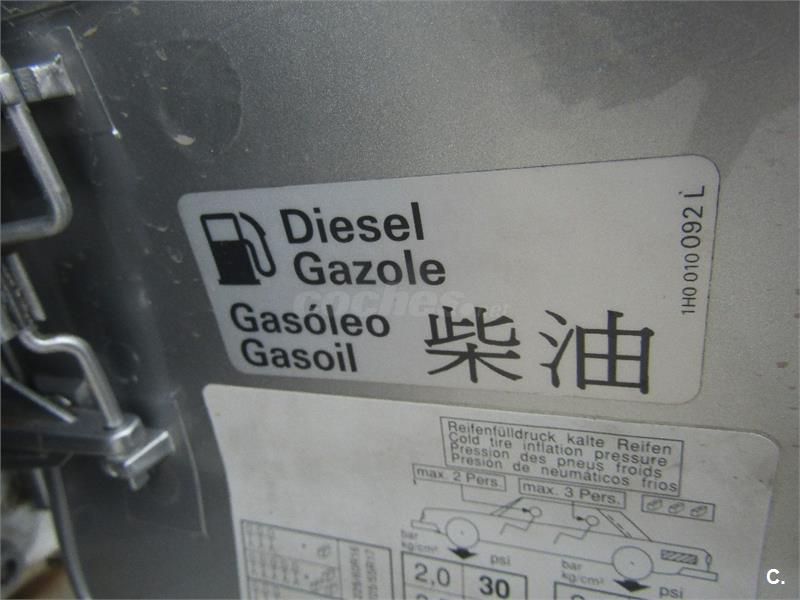 Diesel
Gazole
Gasóleo
Gasoil
柴油
1H0 010 092 L
Reifenfülldruck kalte Reifen
Cold tire inflation pressure
Pression des pneus froids
Presión de neumáticos frios
max. 2 Pers.
max. 3 Pers.
bar
kg/cm²
psi
bar
kg/cm²
psi
2,0 30
C.